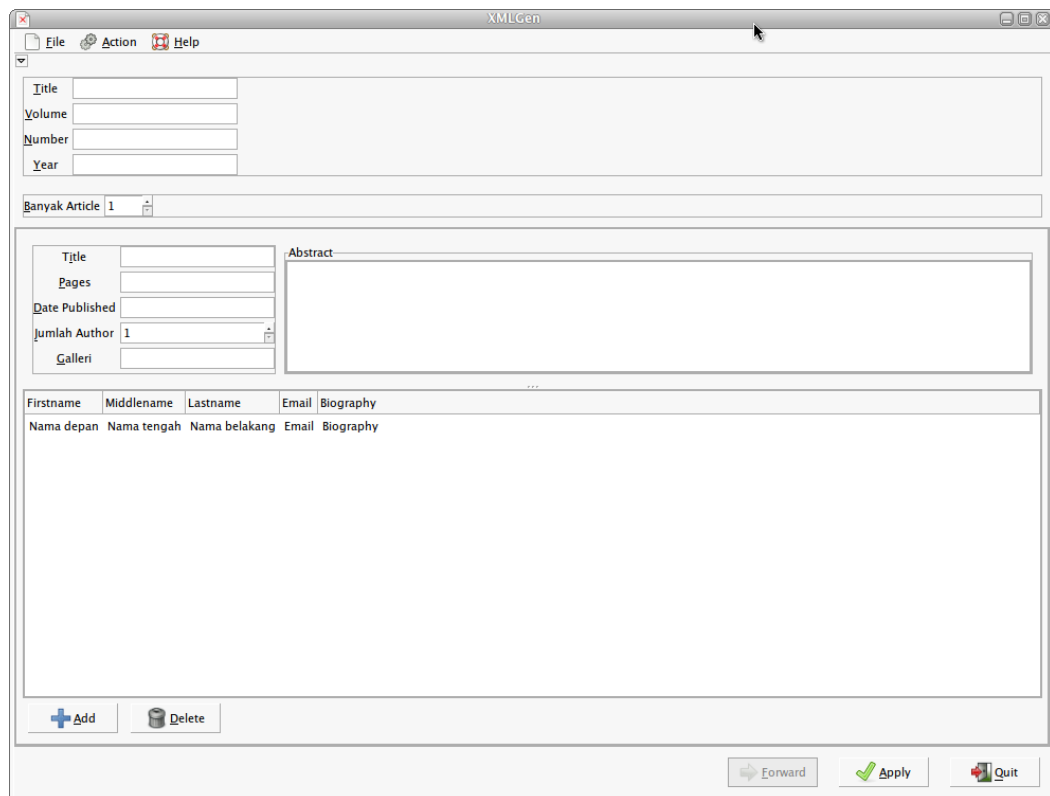 XMLGen
File Action Help
Title
Volume
Number
Year
Banyak Article 1
Title
Pages
Date Published
Jumlah Author 1
Galleri
Abstract
Firstname Middlename Lastname Email Biography
Nama depan Nama tengah Nama belakang Email Biography
Add Delete
Forward Apply Quit